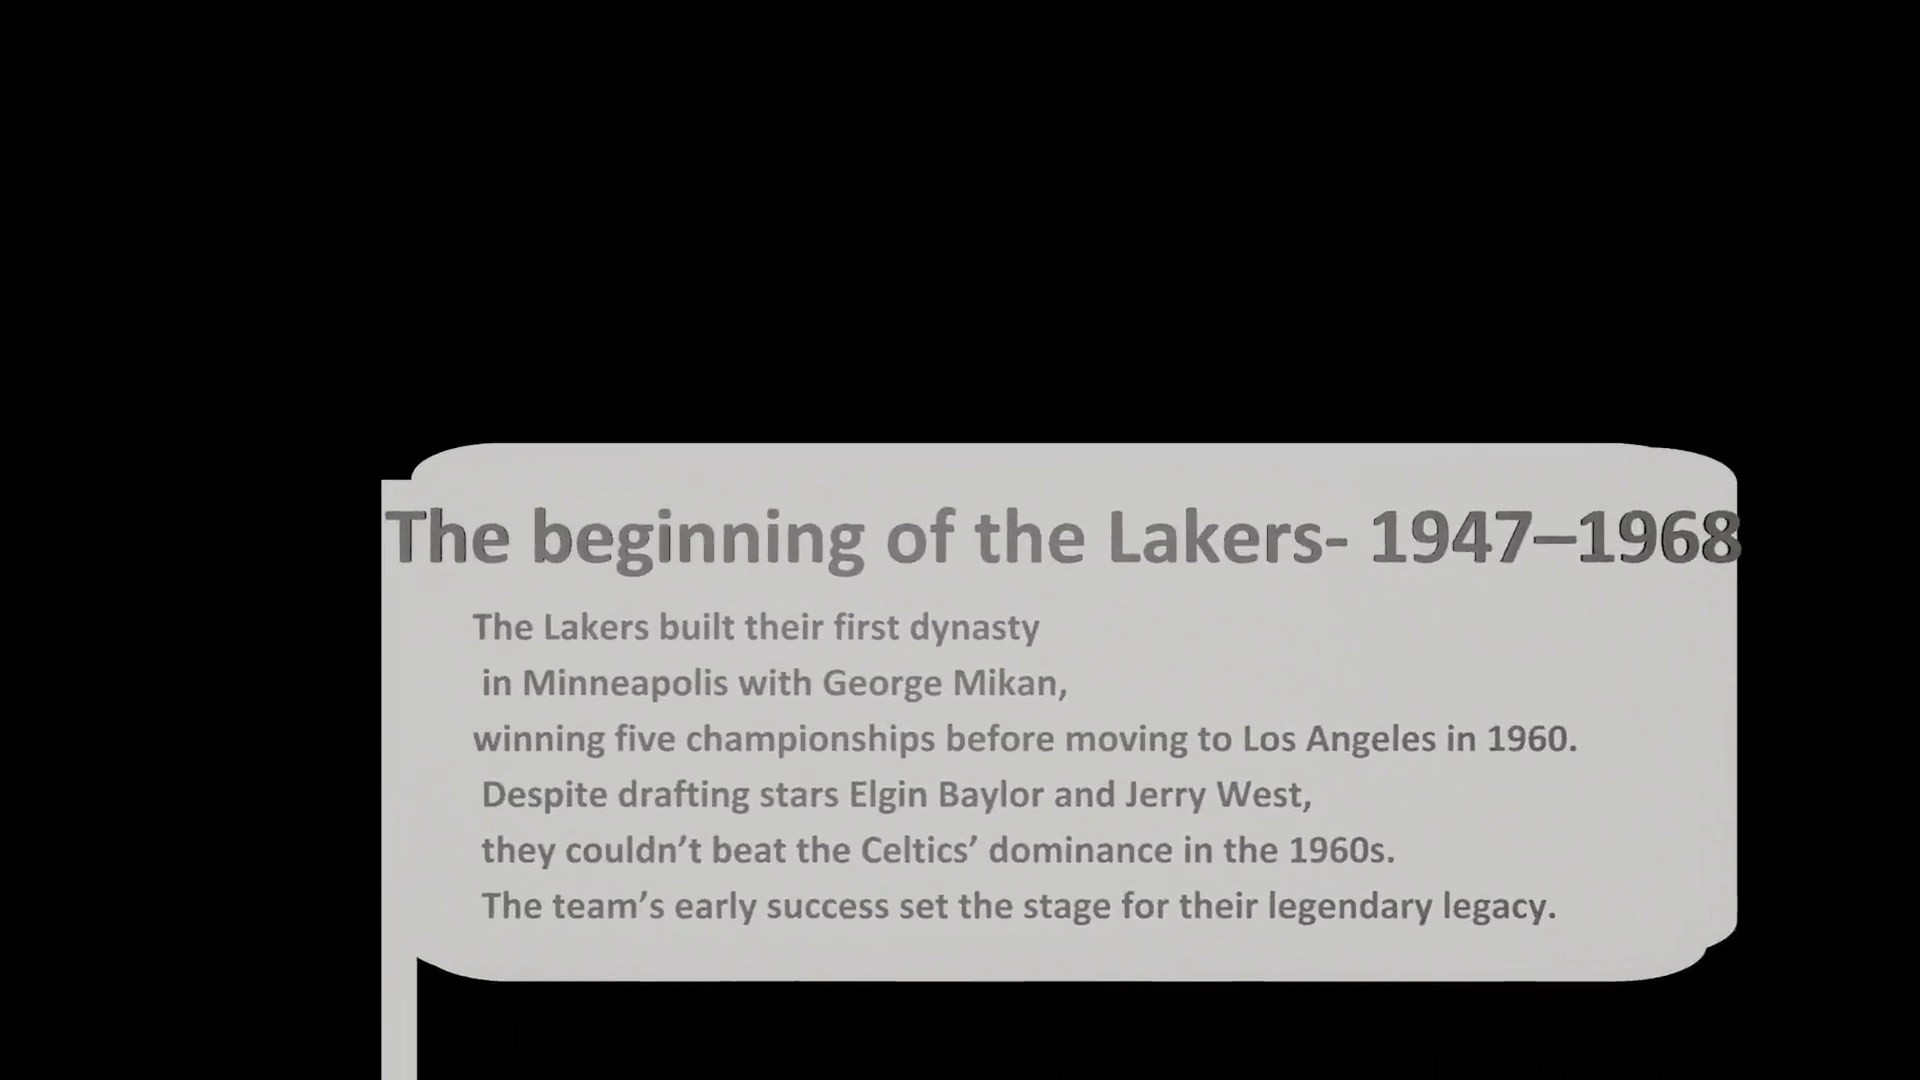 The beginning of the Lakers- 1947–1968
The Lakers built their first dynasty
in Minneapolis with George Mikan,
winning five championships before moving to Los Angeles in 1960.
Despite drafting stars Elgin Baylor and Jerry West,
they couldn’t beat the Celtics’ dominance in the 1960s.
The team’s early success set the stage for their legendary legacy.